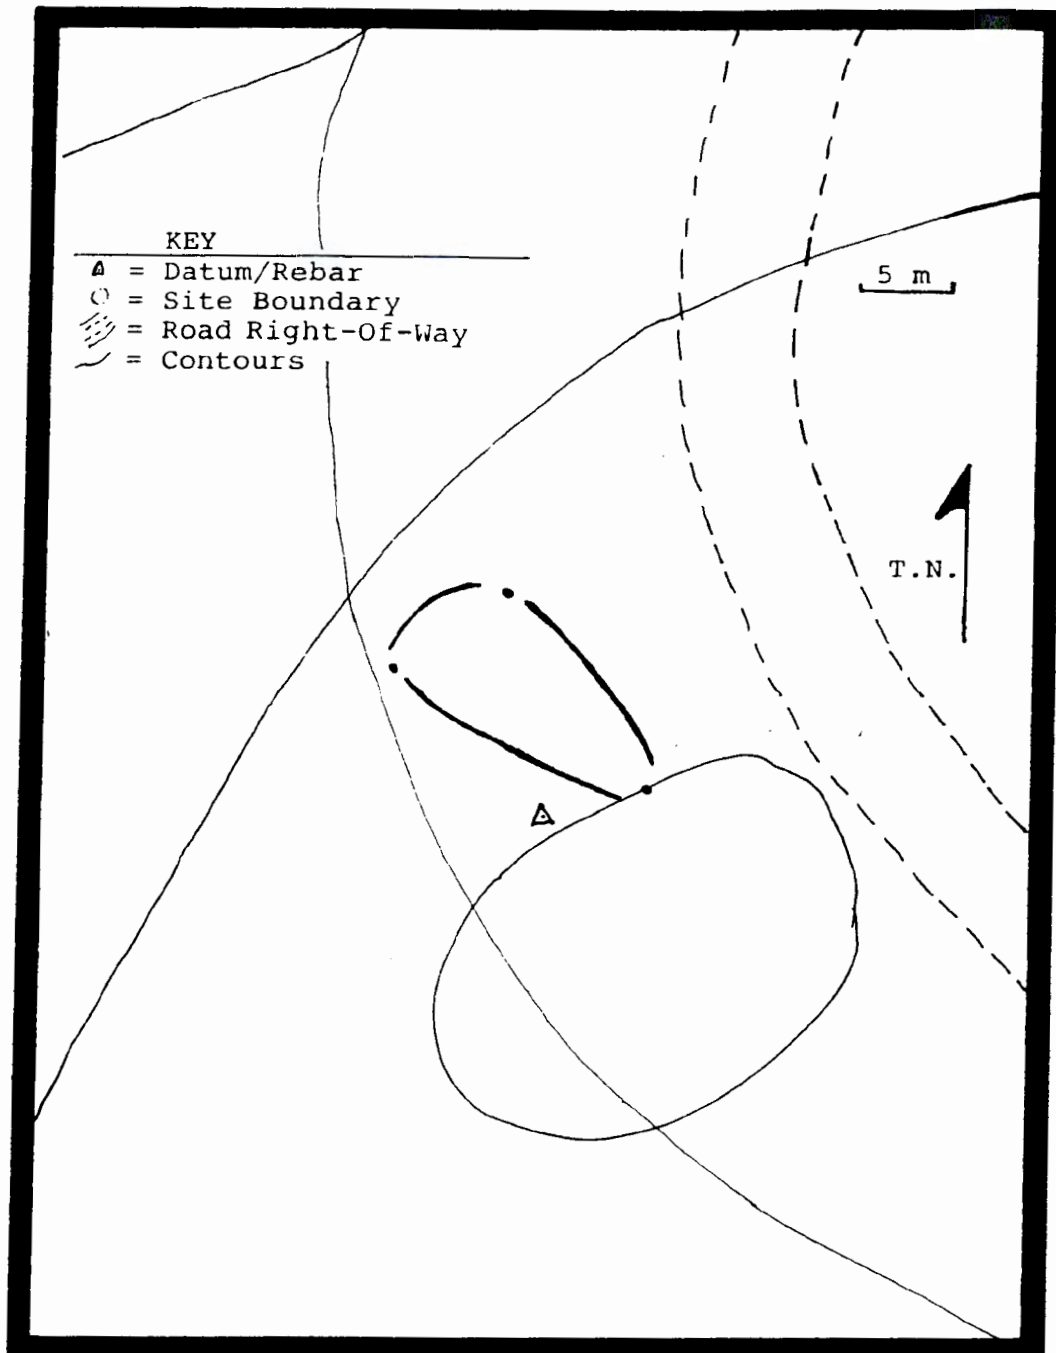 KEY
= Datum/Rebar
= Site Boundary
= Road Right-Of-Way
= Contours
5 m
T.N.